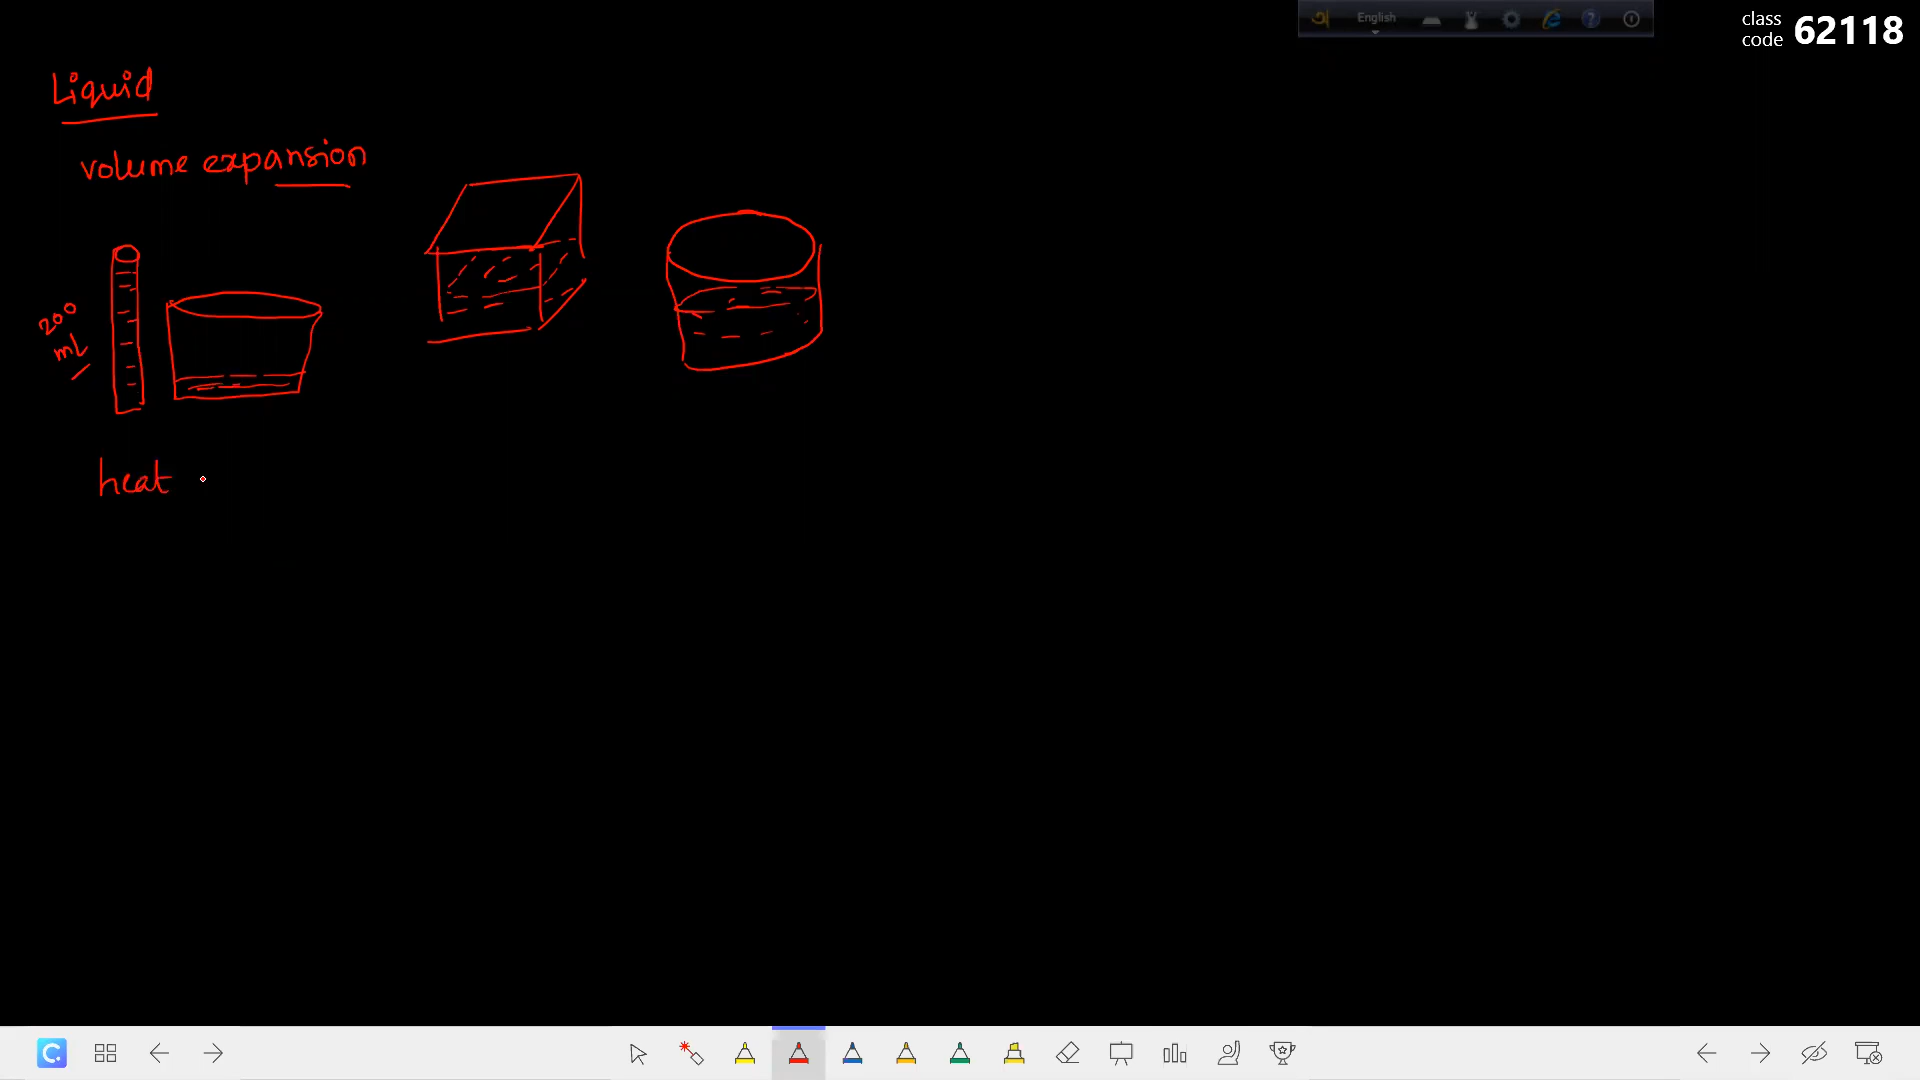 English
class
code 62118
Liquid
volume expansion
200
mL
heat